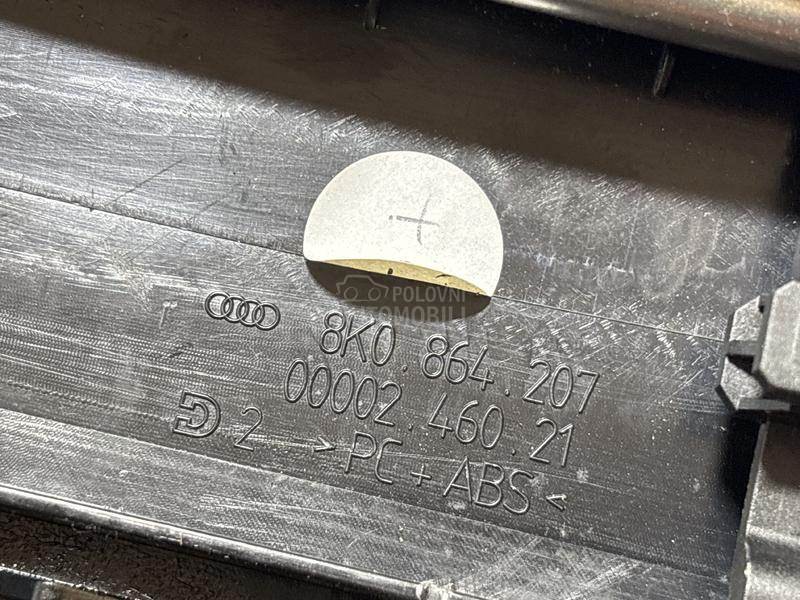 +
POLOVNI
AUTOMOBILI
8K0.864.207
00002.460.21
D 2 >PC+ABS<